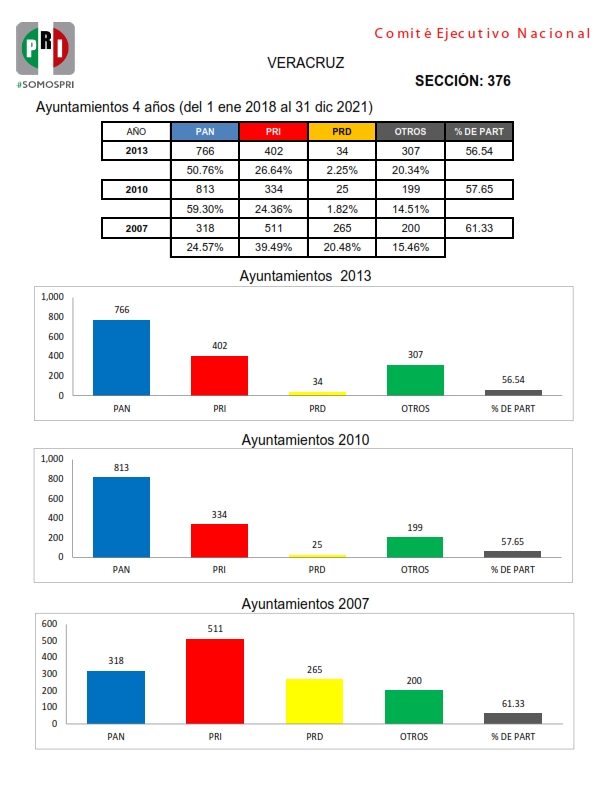 Comité Ejecutivo Nacional
PRI
#SOMOSPRI
VERACRUZ
SECCIÓN: 376
Ayuntamientos 4 años (del 1 ene 2018 al 31 dic 2021)
AÑO PAN PRI PRD OTROS % DE PART
2013 766 402 34 307 56.54
50.76% 26.64% 2.25% 20.34%
2010 813 334 25 199 57.65
59.30% 24.36% 1.82% 14.51%
2007 318 511 265 200 61.33
24.57% 39.49% 20.48% 15.46%
Ayuntamientos 2013
1,000
800
600
400
200
0
766
402
34
307
56.54
PAN PRI PRD OTROS % DE PART
Ayuntamientos 2010
1,000
800
600
400
200
0
813
334
25
199
57.65
PAN PRI PRD OTROS % DE PART
Ayuntamientos 2007
600
500
400
300
200
100
0
318
511
265
200
61.33
PAN PRI PRD OTROS % DE PART